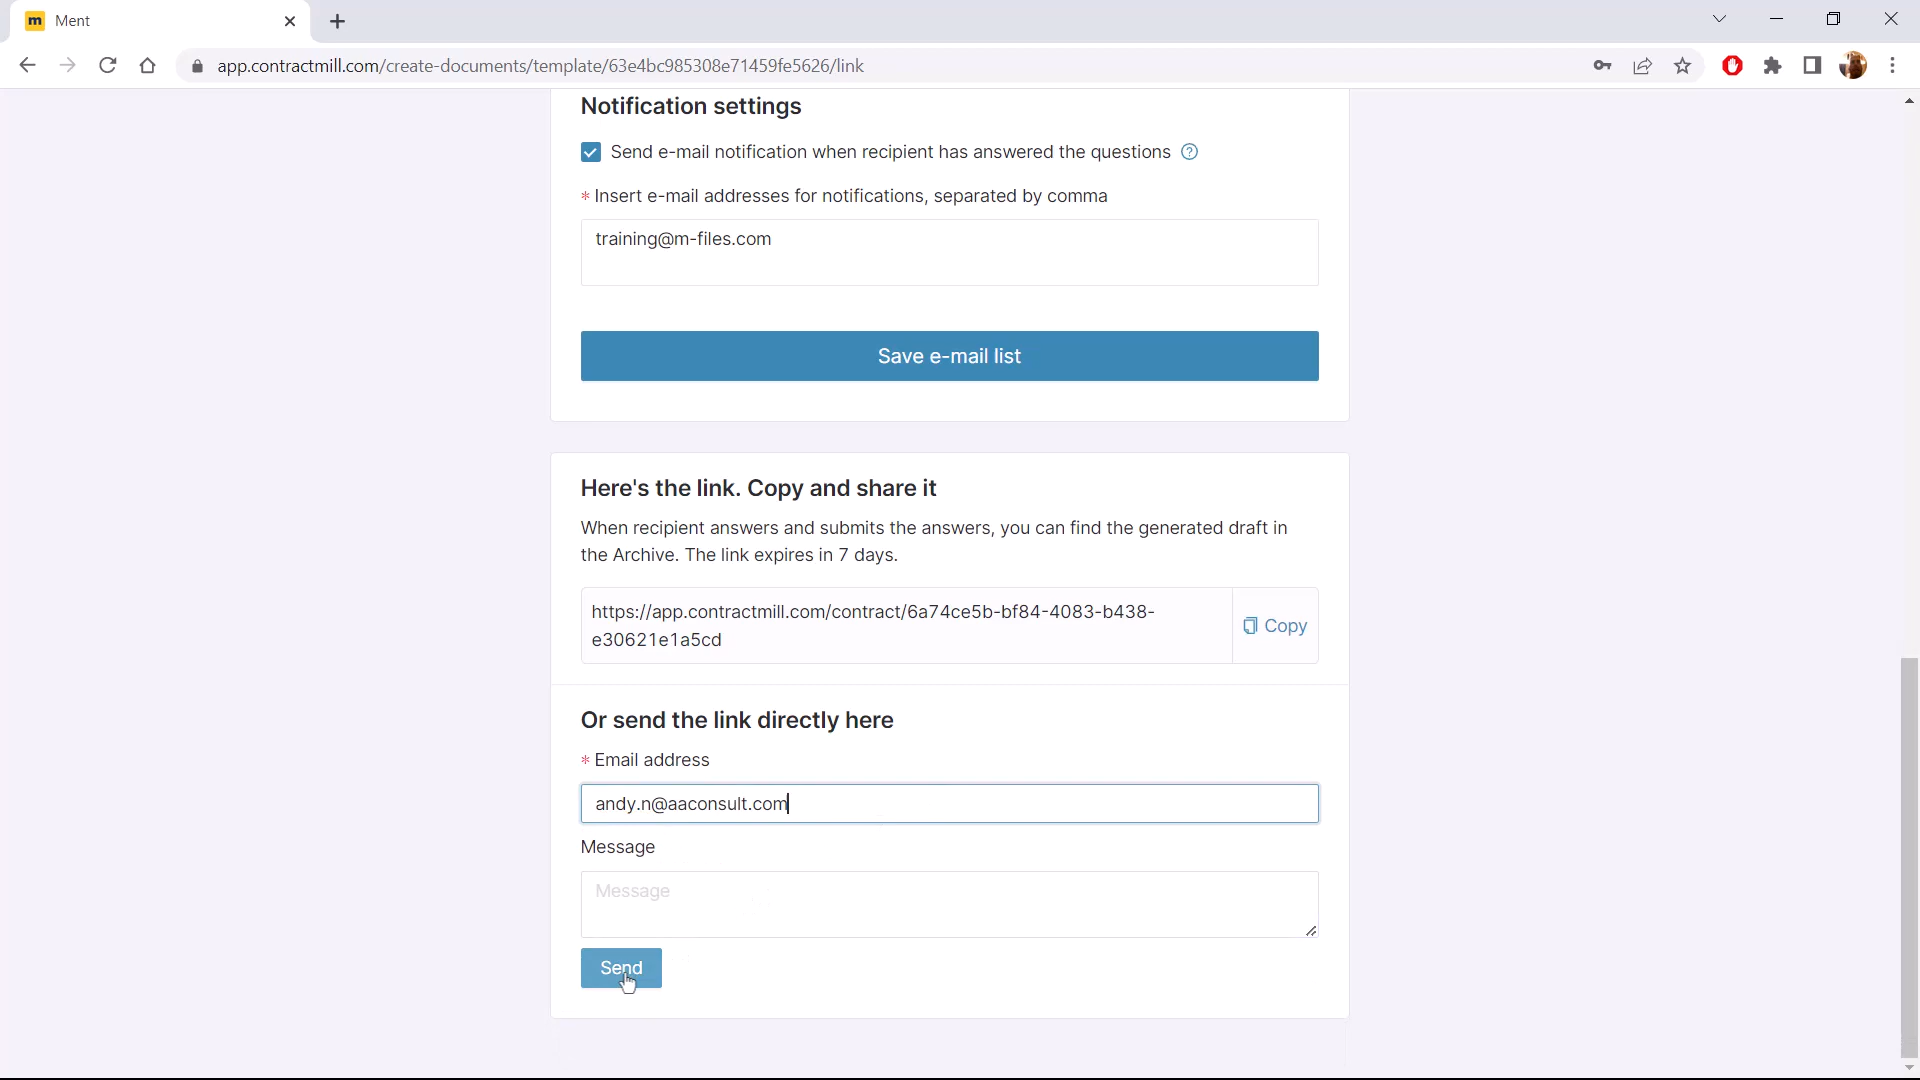 Ment
app.contractmill.com/create-documents/template/63e4bc985308e71459fe5626/link
Notification settings
Send e-mail notification when recipient has answered the questions
* Insert e-mail addresses for notifications, separated by comma
training@m-files.com
Save e-mail list
Here's the link. Copy and share it
When recipient answers and submits the answers, you can find the generated draft in
the Archive. The link expires in 7 days.
https://app.contractmill.com/contract/6a74ce5b-bf84-4083-b438-
e30621e1a5cd
Copy
Or send the link directly here
* Email address
andy.n@aaconsult.com
Message
Message
Send